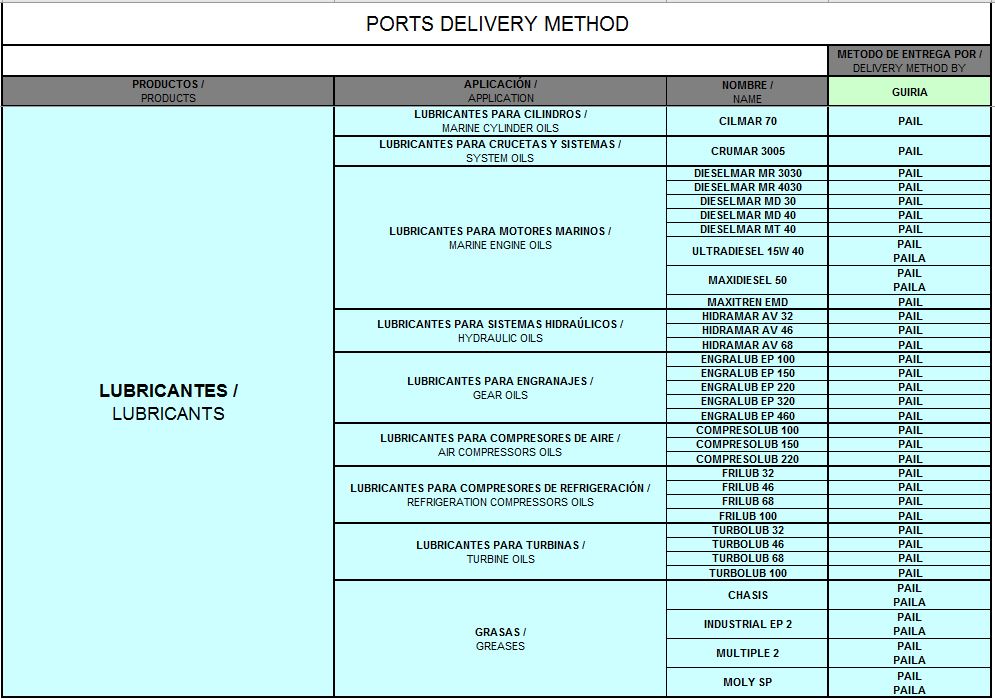 PORTS DELIVERY METHOD
METODO DE ENTREGA POR /
DELIVERY METHOD BY
PRODUCTOS /
PRODUCTS
APLICACIÓN /
APPLICATION
NOMBRE /
NAME
GUIRIA
LUBRICANTES /
LUBRICANTS
LUBRICANTES PARA CILINDROS /
MARINE CYLINDER OILS
CILMAR 70
PAIL
LUBRICANTES PARA CRUCETAS Y SISTEMAS /
SYSTEM OILS
CRUMAR 3005
PAIL
LUBRICANTES PARA MOTORES MARINOS /
MARINE ENGINE OILS
DIESELMAR MR 3030
PAIL
DIESELMAR MR 4030
PAIL
DIESELMAR MD 30
PAIL
DIESELMAR MD 40
PAIL
DIESELMAR MT 40
PAIL
ULTRADIESEL 15W 40
PAIL
PAILA
MAXIDIESEL 50
PAIL
PAILA
MAXITREN EMD
PAIL
LUBRICANTES PARA SISTEMAS HIDRAÚLICOS /
HYDRAULIC OILS
HIDRAMAR AV 32
PAIL
HIDRAMAR AV 46
PAIL
HIDRAMAR AV 68
PAIL
LUBRICANTES PARA ENGRANAJES /
GEAR OILS
ENGRALUB EP 100
PAIL
ENGRALUB EP 150
PAIL
ENGRALUB EP 220
PAIL
ENGRALUB EP 320
PAIL
ENGRALUB EP 460
PAIL
LUBRICANTES PARA COMPRESORES DE AIRE /
AIR COMPRESSORS OILS
COMPRESOLUB 100
PAIL
COMPRESOLUB 150
PAIL
COMPRESOLUB 220
PAIL
LUBRICANTES PARA COMPRESORES DE REFRIGERACIÓN /
REFRIGERATION COMPRESSORS OILS
FRILUB 32
PAIL
FRILUB 46
PAIL
FRILUB 68
PAIL
FRILUB 100
PAIL
LUBRICANTES PARA TURBINAS /
TURBINE OILS
TURBOLUB 32
PAIL
TURBOLUB 46
PAIL
TURBOLUB 68
PAIL
TURBOLUB 100
PAIL
GRASAS /
GREASES
CHASIS
PAIL
PAILA
INDUSTRIAL EP 2
PAIL
PAILA
MULTIPLE 2
PAIL
PAILA
MOLY SP
PAIL
PAILA